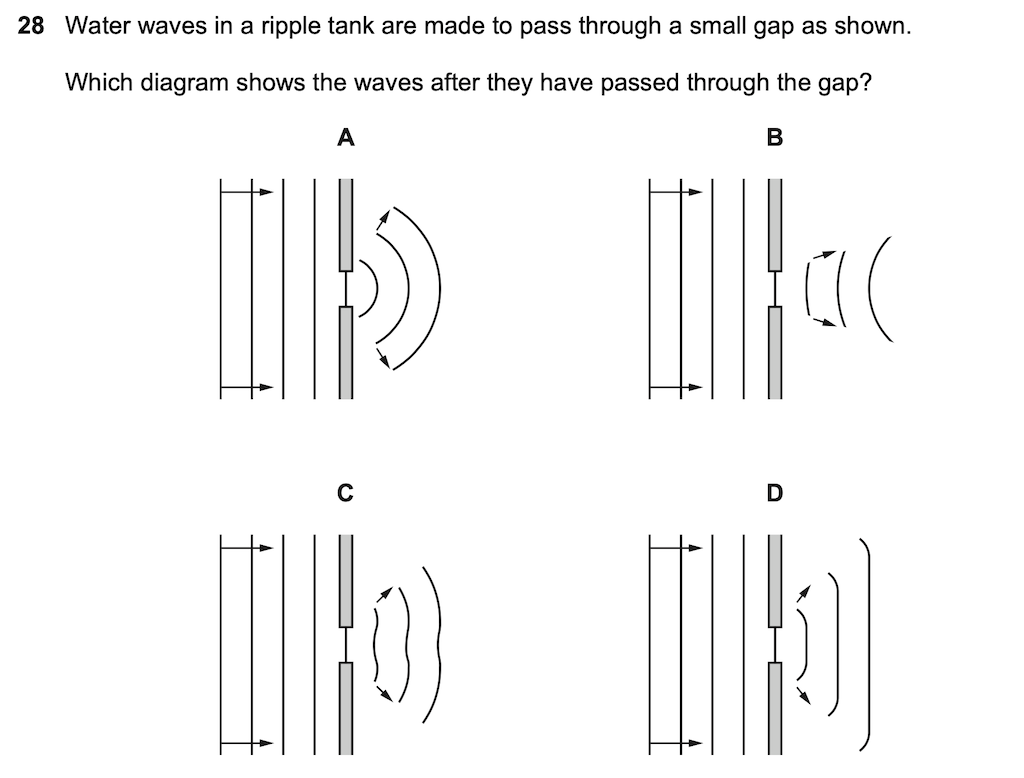 28 Water waves in a ripple tank are made to pass through a small gap as shown.
Which diagram shows the waves after they have passed through the gap?
A
B
C
D